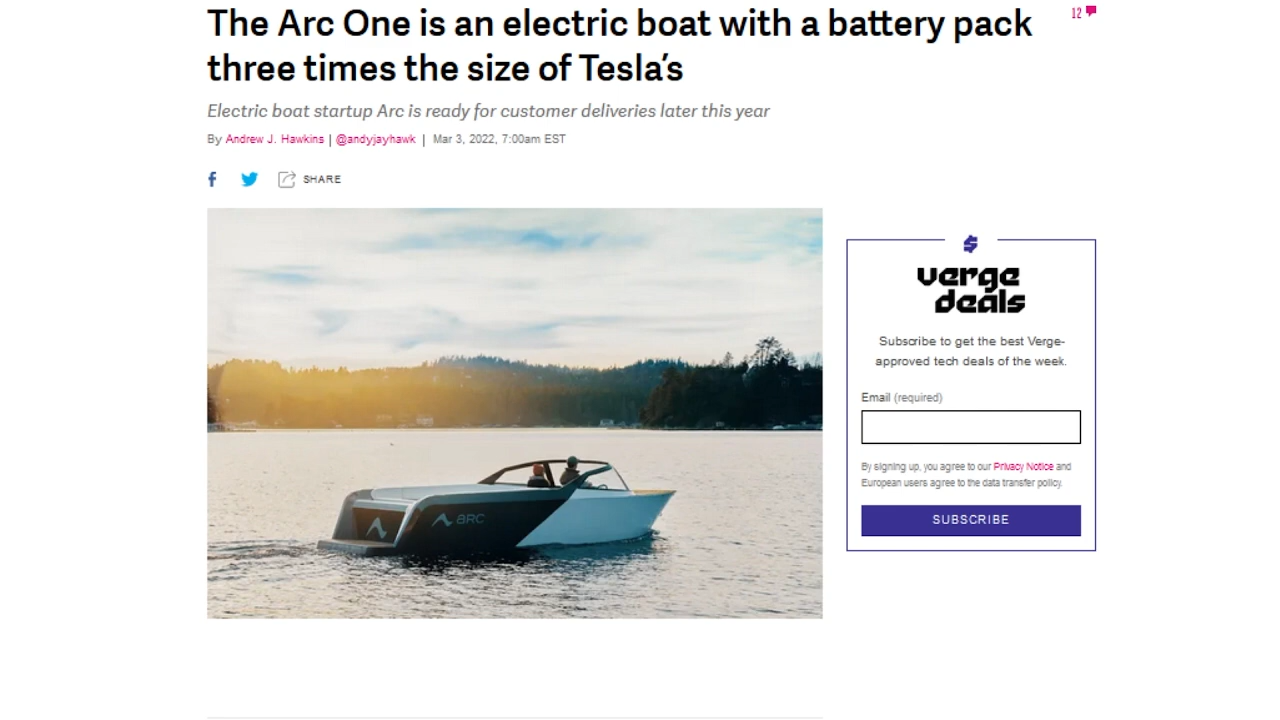 The Arc One is an electric boat with a battery pack
three times the size of Tesla's
12
Electric boat startup Arc is ready for customer deliveries later this year
By Andrew J. Hawkins | @andyjayhawk | Mar 3, 2022, 7:00am EST
SHARE
ARC
$
verge
deals
Subscribe to get the best Verge-
approved tech deals of the week.
Email (required)
By signing up, you agree to our Privacy Notice and
European users agree to the data transfer policy.
SUBSCRIBE